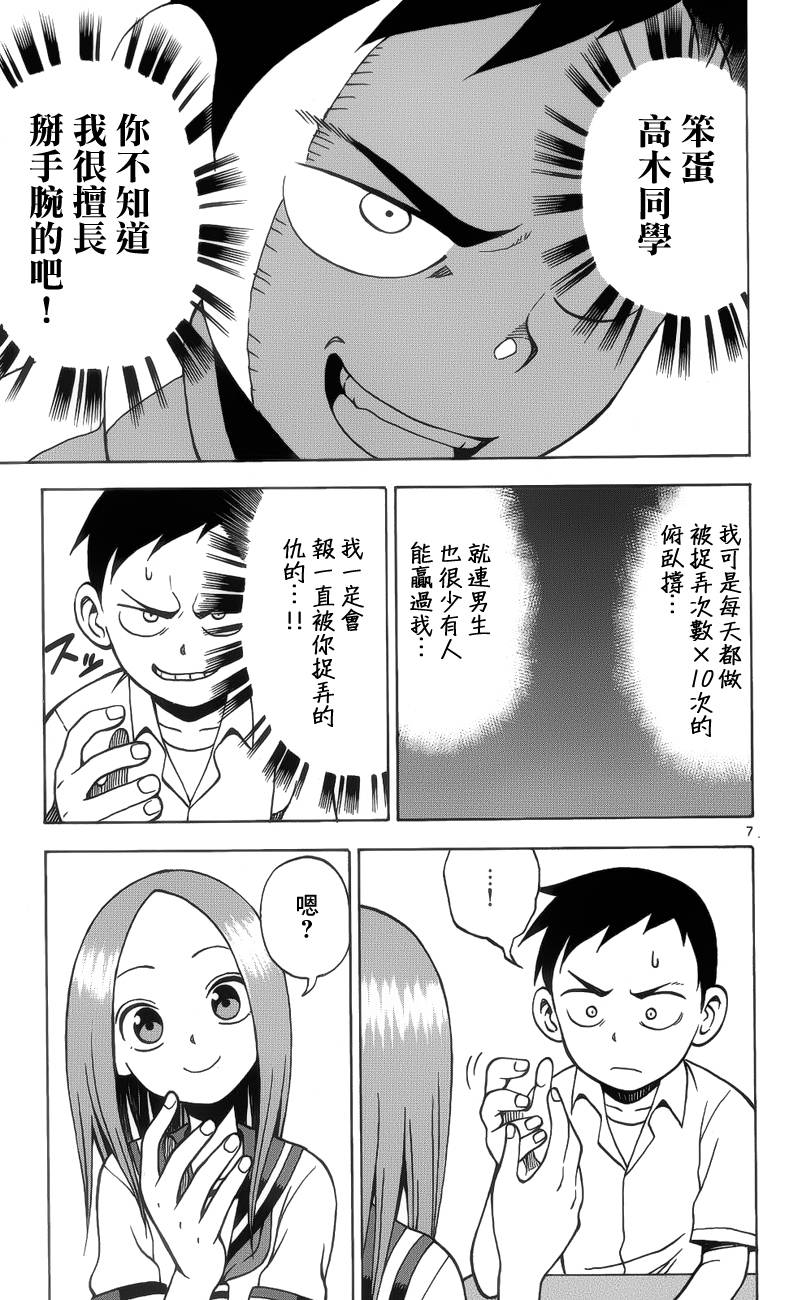 笨蛋
高木同學
你不知道
我很擅長
掰手腕的吧！
我可是每天都做
被捉弄次數×10次的
俯臥撐…
就連男生
也很少有人
能贏過我…
我一定會
報一直被你捉弄的
仇的…!!
スッ
7
…!
嗯?